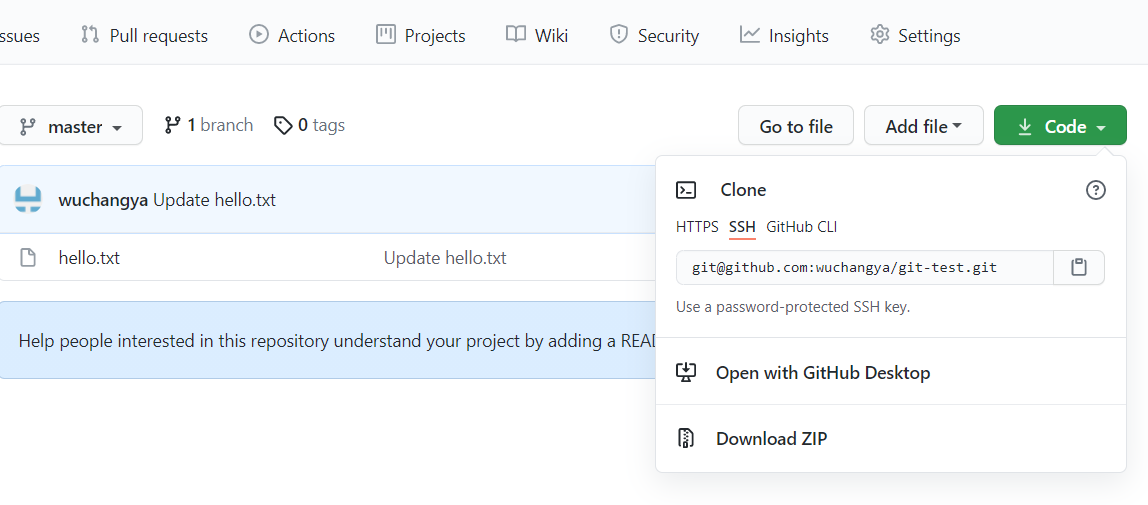 ssues Pull requests Actions Projects Wiki Security Insights Settings
master 1 branch 0 tags Go to file Add file Code
wuchangya Update hello.txt
hello.txt Update hello.txt
Help people interested in this repository understand your project by adding a READ
Clone
HTTPS SSH GitHub CLI
git@github.com:wuchangya/git-test.git
Use a password-protected SSH key.
Open with GitHub Desktop
Download ZIP